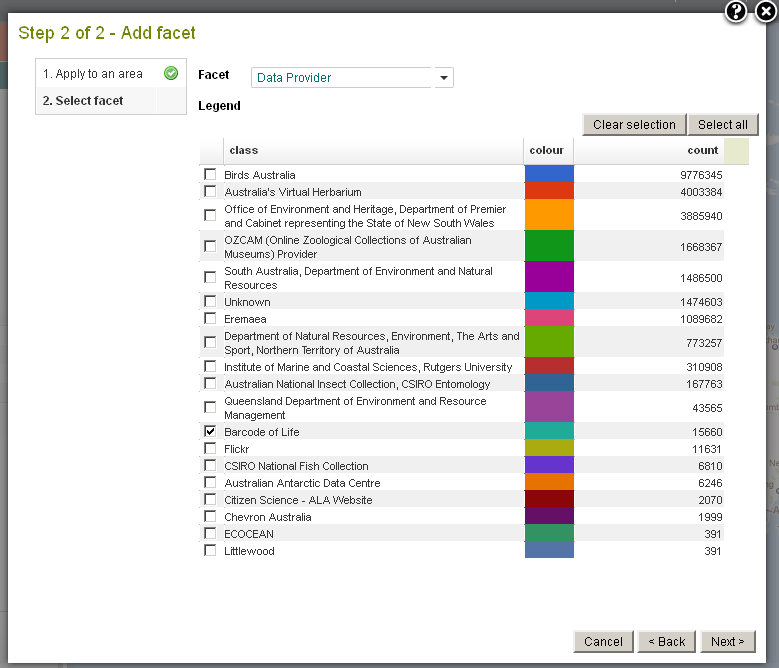 Step 2 of 2 - Add facet
1. Apply to an area
2. Select facet
Facet
Data Provider
Legend
Clear selection
Select all
class colour count
Birds Australia 9776345
Australia's Virtual Herbarium 4003384
Office of Environment and Heritage, Department of Premier
and Cabinet representing the State of New South Wales 3885940
OZCAM (Online Zoological Collections of Australian
Museums) Provider 1668367
South Australia, Department of Environment and Natural
Resources 1486500
Unknown 1474603
Eremaea 1089682
Department of Natural Resources, Environment, The Arts and
Sport, Northern Territory of Australia 773257
Institute of Marine and Coastal Sciences, Rutgers University 310908
Australian National Insect Collection, CSIRO Entomology 167763
Queensland Department of Environment and Resource
Management 43565
Barcode of Life 15660
Flickr 11631
CSIRO National Fish Collection 6810
Australian Antarctic Data Centre 6246
Citizen Science - ALA Website 2070
Chevron Australia 1999
ECOCEAN 391
Littlewood 391
Cancel
< Back
Next >